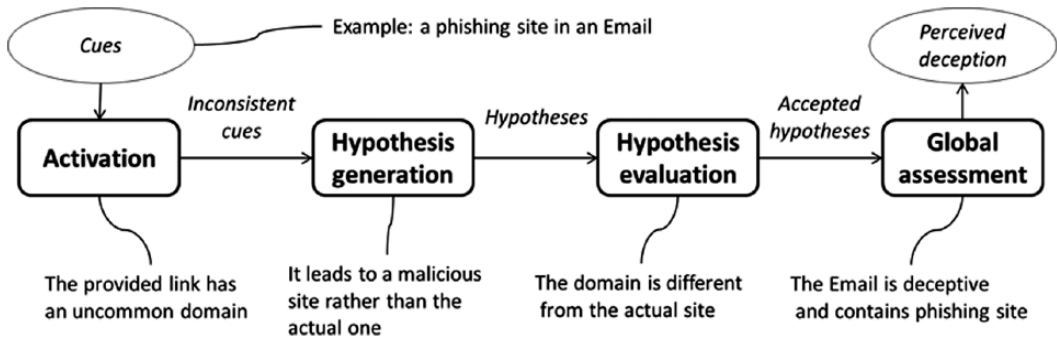 Cues
Example: a phishing site in an Email
Perceived
deception
Inconsistent
cues
Hypotheses
Accepted
hypotheses
Activation
Hypothesis
generation
Hypothesis
evaluation
Global
assessment
The provided link has
an uncommon domain
It leads to a malicious
site rather than the
actual one
The domain is different
from the actual site
The Email is deceptive
and contains phishing site